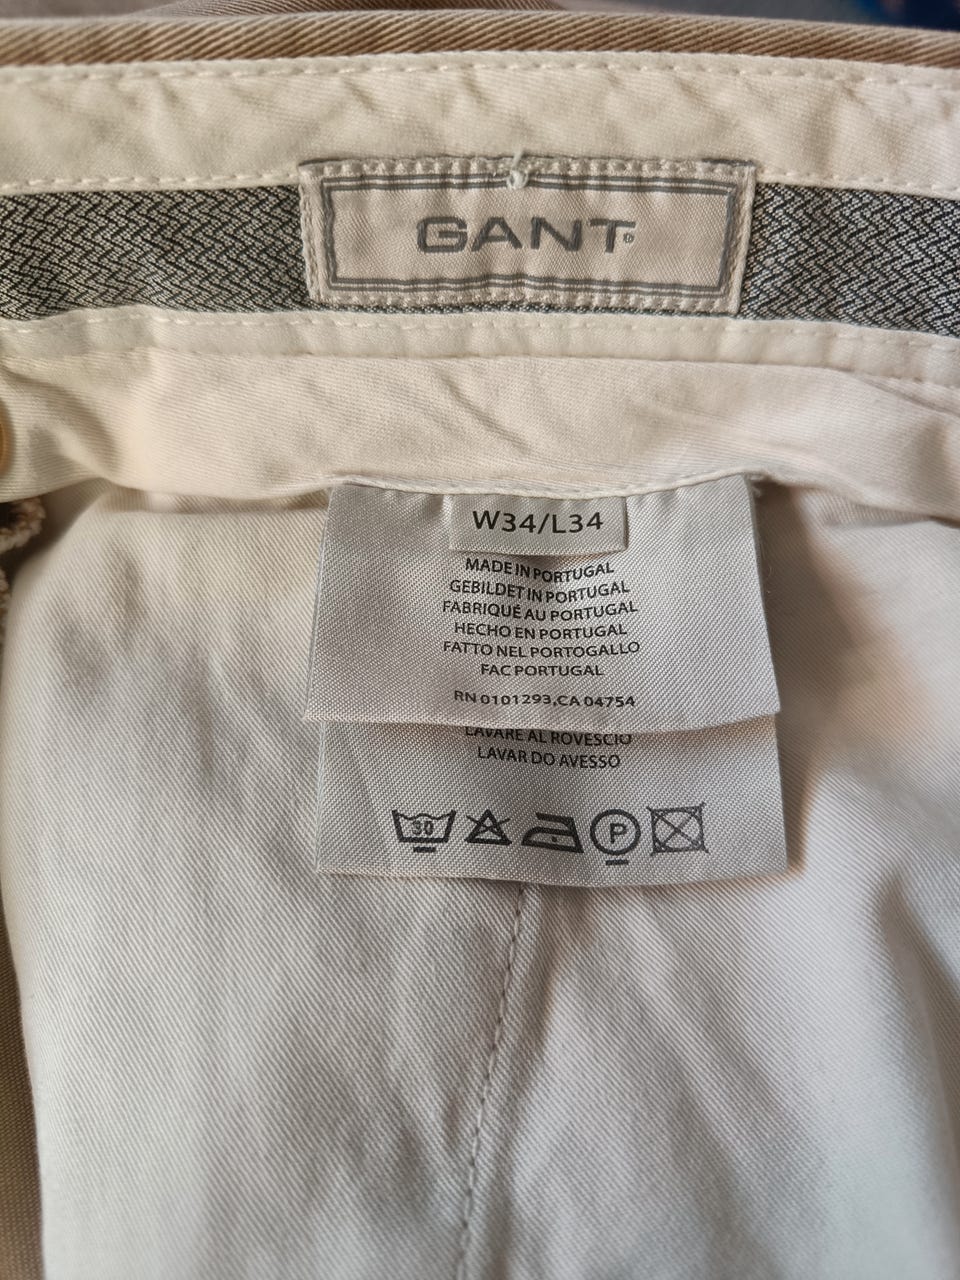 GANT®
W34/L34
MADE IN PORTUGAL
GEBILDET IN PORTUGAL
FABRIQUÉ AU PORTUGAL
HECHO EN PORTUGAL
FATTO NEL PORTOGALLO
FAC PORTUGAL
RN 0101293,CA 04754
LAVARE AL ROVESCIO
LAVAR DO AVESSO
30 P